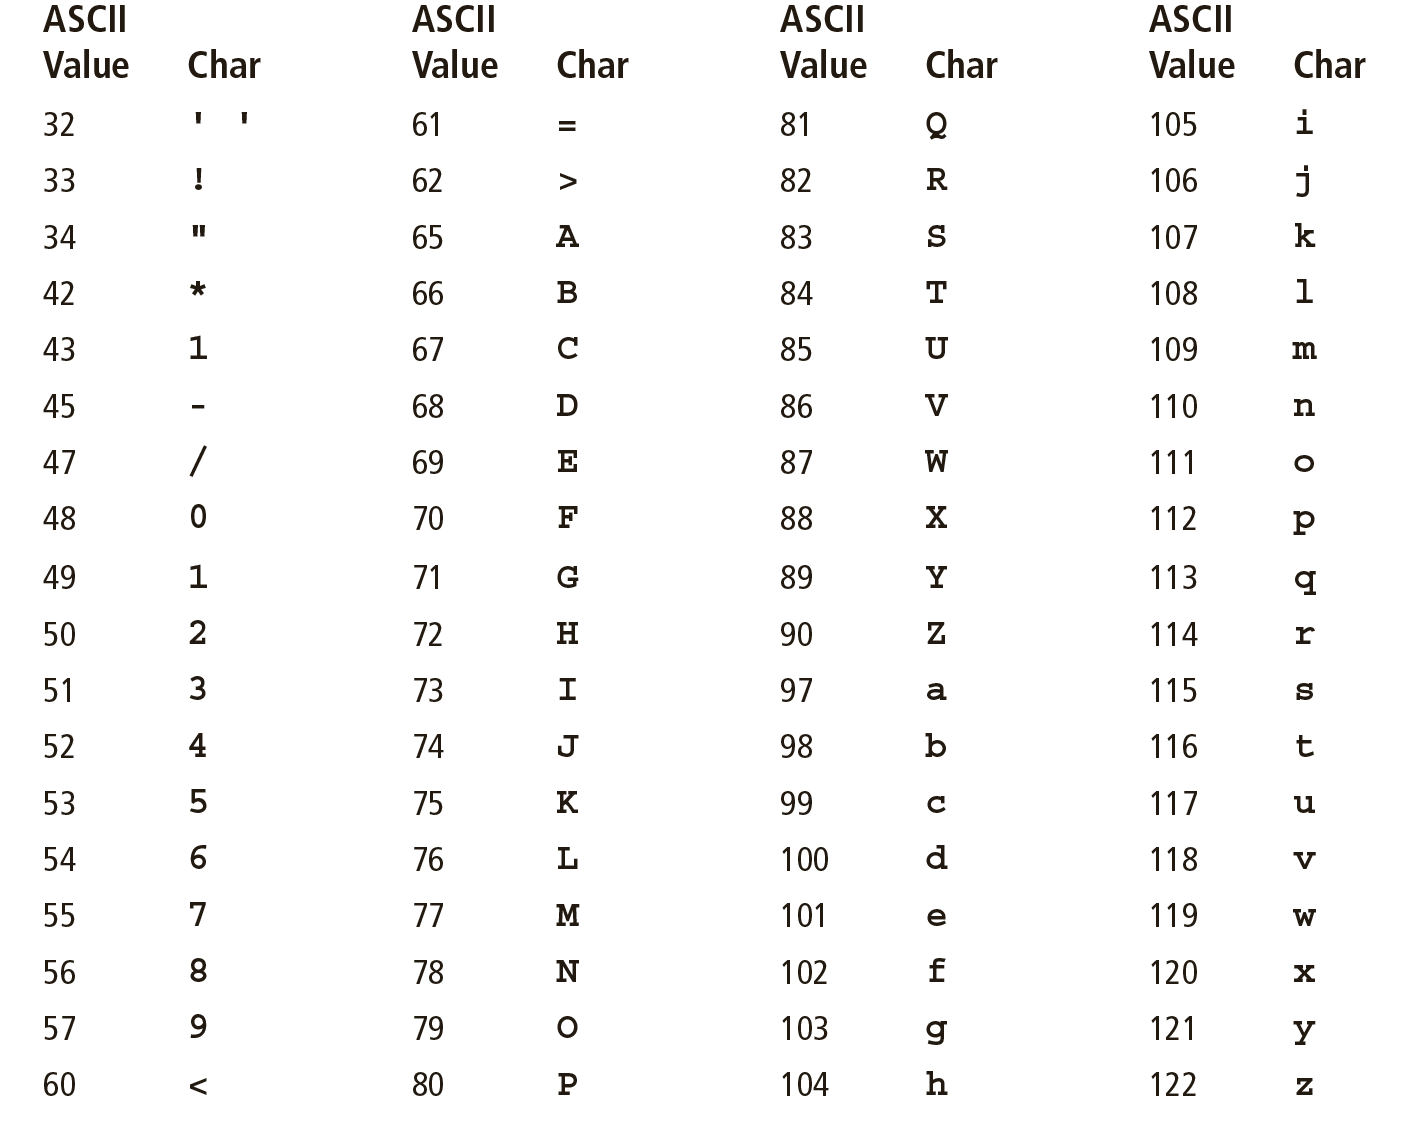 ASCII ASCII ASCII ASCII
Value Char Value Char Value Char Value Char
32 ' ' 61 = 81 Q 105 i
33 ! 62 > 82 R 106 j
34 " 65 A 83 S 107 k
42 * 66 B 84 T 108 l
43 1 67 C 85 U 109 m
45 - 68 D 86 V 110 n
47 / 69 E 87 W 111 o
48 0 70 F 88 X 112 p
49 1 71 G 89 Y 113 q
50 2 72 H 90 Z 114 r
51 3 73 I 97 a 115 s
52 4 74 J 98 b 116 t
53 5 75 K 99 c 117 u
54 6 76 L 100 d 118 v
55 7 77 M 101 e 119 w
56 8 78 N 102 f 120 x
57 9 79 O 103 g 121 y
60 < 80 P 104 h 122 z